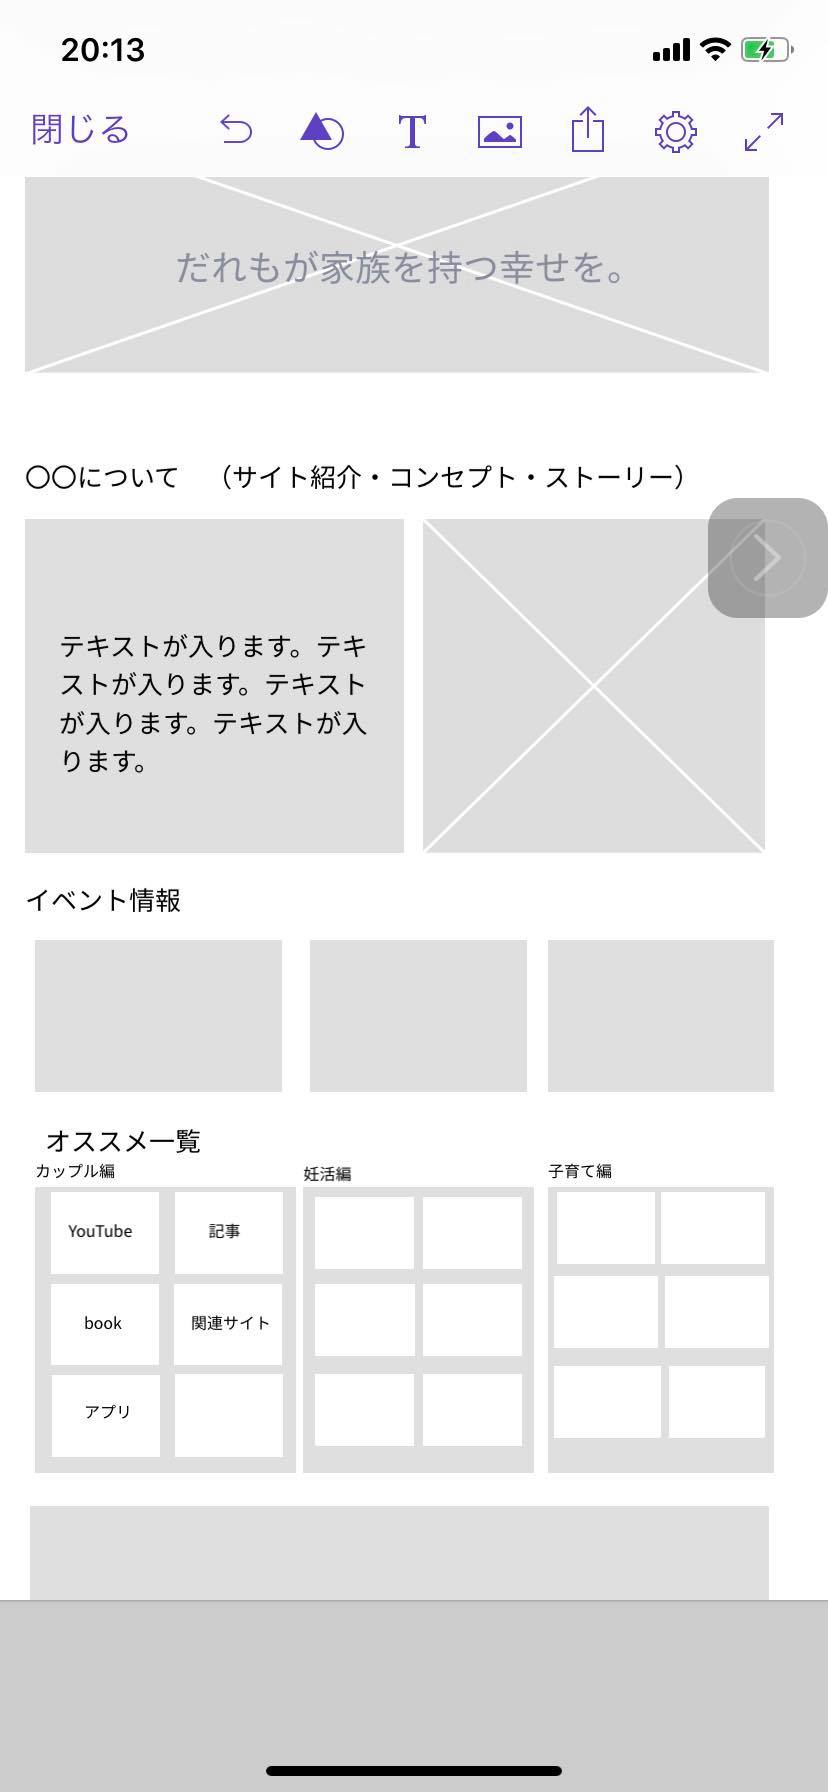 20:13
閉じる
T
だれもが家族を持つ幸せを。
〇〇について　（サイト紹介・コンセプト・ストーリー）
テキストが入ります。テキ
ストが入ります。テキスト
が入ります。テキストが入
ります。
イベント情報
オススメ一覧
カップル編
妊活編
子育て編
YouTube
記事
book
関連サイト
アプリ